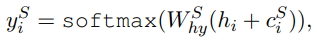 y_i^S = softmax(W_{hy}^S(h_i + c_i^S)),